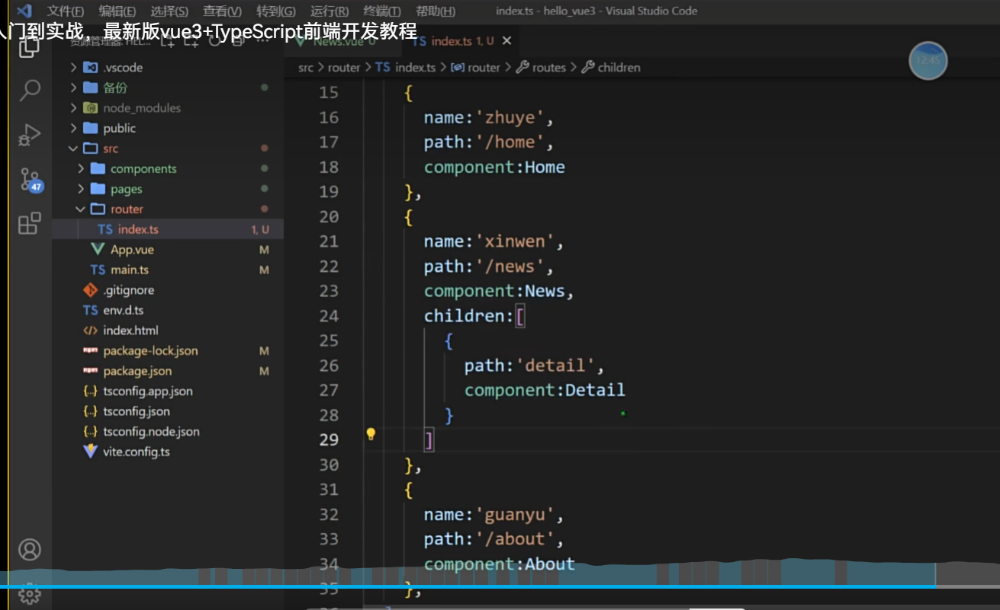 文件(F) 编辑(E) 选择(S) 查看(V) 转到(G) 运行(R) 终端(T) 帮助(H) index.ts - hello_vue3 - Visual Studio Code
入门到实战，最新版vue3+TypeScript前端开发教程
资源管理器: HEL...
News.vue U
TS index.ts 1, U
src > router > TS index.ts > router > routes > children
12:45
.vscode
备份
node_modules
public
src
components
pages
router
TS index.ts 1, U
App.vue M
TS main.ts M
.gitignore
TS env.d.ts
index.html
package-lock.json M
package.json M
{..} tsconfig.app.json
{..} tsconfig.json
{..} tsconfig.node.json
vite.config.ts
47
15 {
16 name:'zhuye',
17 path:'/home',
18 component:Home
19 },
20 {
21 name:'xinwen',
22 path:'/news',
23 component:News,
24 children:[
25 {
26 path:'detail',
27 component:Detail
28 }
29 ]
30 },
31 {
32 name:'guanyu',
33 path:'/about',
34 component:About
35 },